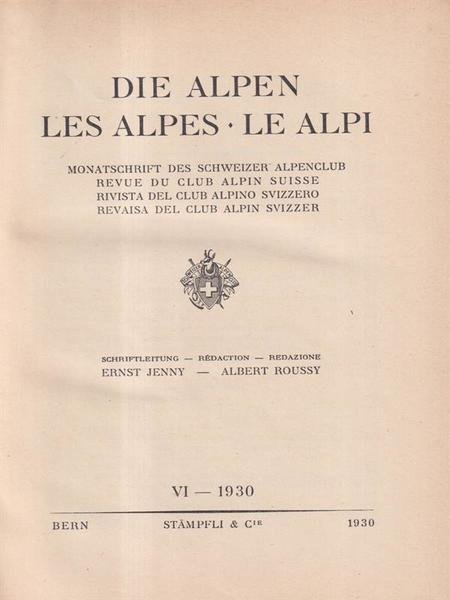 DIE ALPEN
LES ALPES · LE ALPI
MONATSCHRIFT DES SCHWEIZER ALPENCLUB
REVUE DU CLUB ALPIN SUISSE
RIVISTA DEL CLUB ALPINO SVIZZERO
REVAISA DEL CLUB ALPIN SVIZZER
SCHRIFTLEITUNG — RÉDACTION — REDAZIONE
ERNST JENNY — ALBERT ROUSSY
VI — 1930
BERN STÄMPFLI & CIE 1930